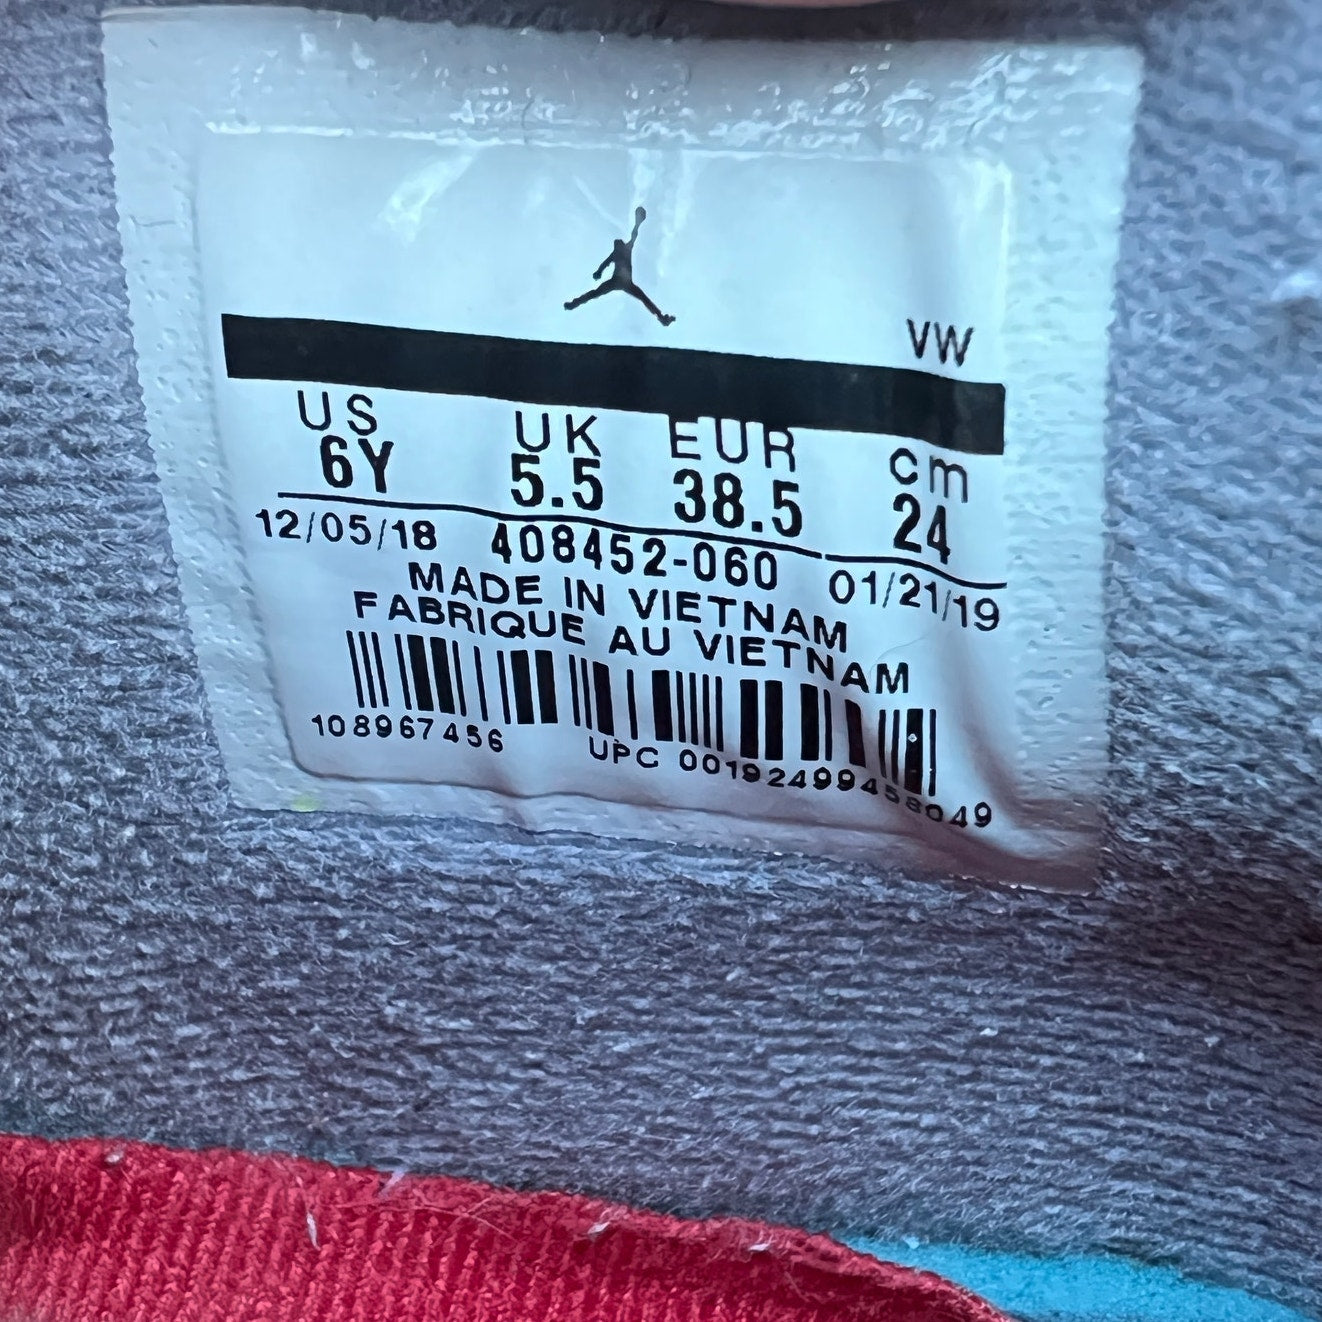 VW
US UK EUR cm
6Y 5.5 38.5 24
12/05/18 408452-060 01/21/19
MADE IN VIETNAM
FABRIQUE AU VIETNAM
108967456 UPC 00192499458049